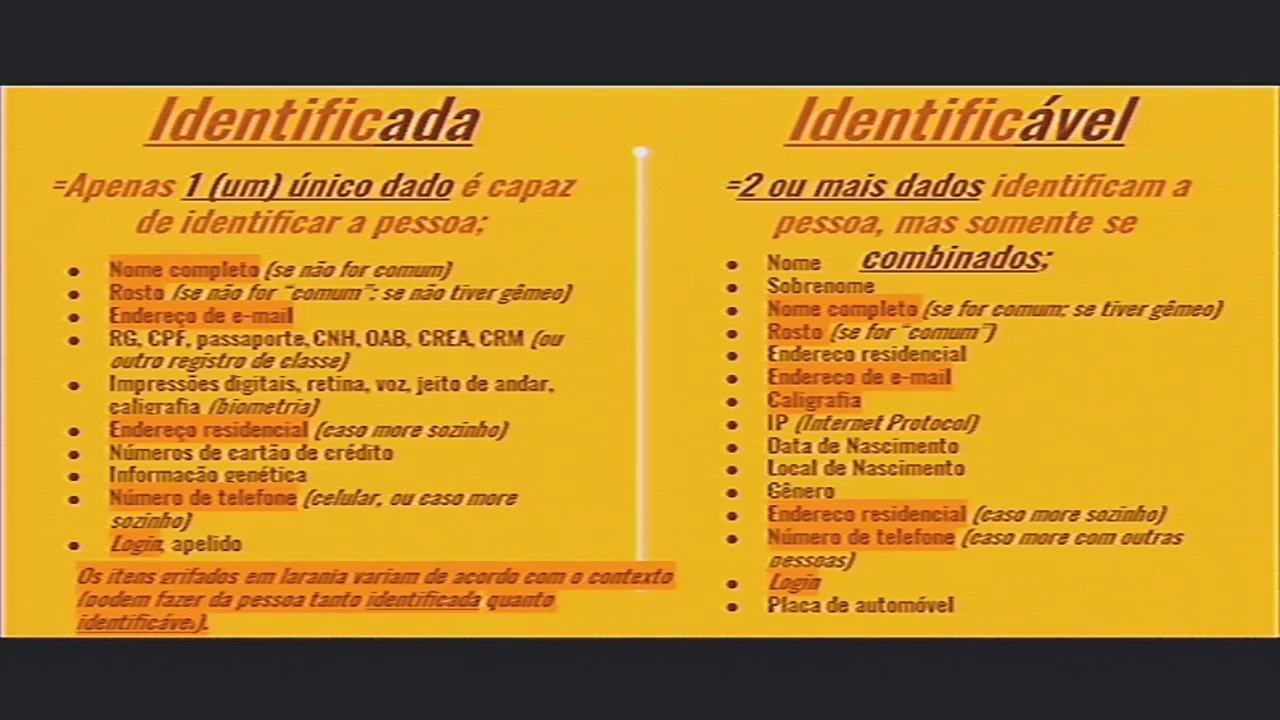 Identificada
=Apenas 1 (um) único dado é capaz
de identificar a pessoa;
● Nome completo (se não for comum)
● Rosto (se não for “comum”; se não tiver gêmeo)
● Endereço de e-mail
● RG, CPF, passaporte, CNH, OAB, CREA, CRM (ou
outro registro de classe)
● Impressões digitais, retina, voz, jeito de andar,
caligrafia (biometria)
● Endereço residencial (caso more sozinho)
● Números de cartão de crédito
● Informação genética
● Número de telefone (celular, ou caso more
sozinho)
● Login, apelido
Os itens grifados em laranja variam de acordo com o contexto
(podem fazer da pessoa tanto identificada quanto
identificável).
Identificável
=2 ou mais dados identificam a
pessoa, mas somente se
combinados;
● Nome
● Sobrenome
● Nome completo (se for comum; se tiver gêmeo)
● Rosto (se for “comum”)
● Endereço residencial
● Endereço de e-mail
● Caligrafia
● IP (Internet Protocol)
● Data de Nascimento
● Local de Nascimento
● Gênero
● Endereço residencial (caso more sozinho)
● Número de telefone (caso more com outras
pessoas)
● Login
● Placa de automóvel